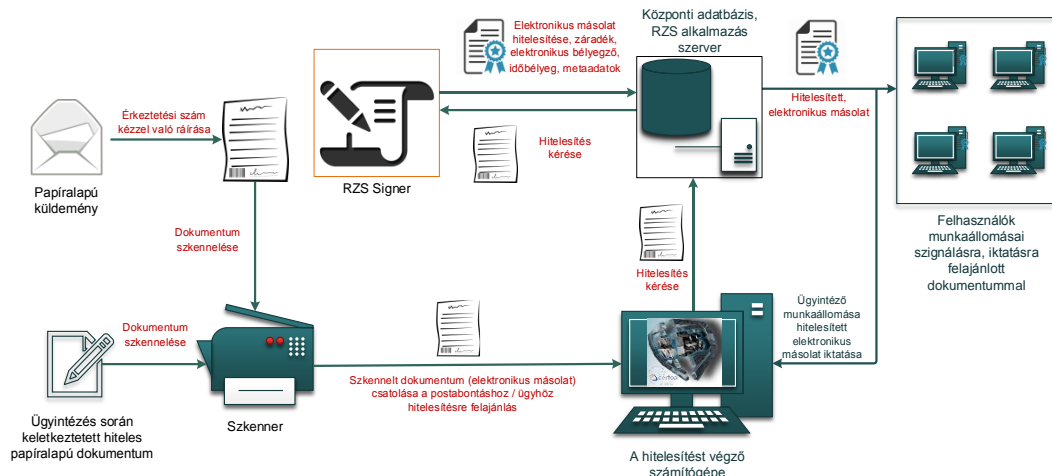 Elektronikus másolat
hitelesítése, záradék,
elektronikus bélyegző,
időbélyeg, metaadatok
Központi adatbázis,
RZS alkalmazás
szerver
Érkeztetési szám
kézzel való ráírása
Hitelesített,
elektronikus másolat
Hitelesítés
kérése
Papíralapú
küldemény
RZS Signer
Felhasználók
munkaállomásai
szignálásra, iktatásra
felajánlott
dokumentummal
Dokumentum
szkennelése
Hitelesítés
kérése
Ügyintéző
munkaállomása
hitelesített
elektronikus
másolat iktatása
Dokumentum
szkennelése
Szkennelt dokumentum (elektronikus másolat)
csatolása a postabontáshoz / ügyhöz
hitelesítésre felajánlás
Ügyintézés során
keletkeztetett hiteles
papíralapú dokumentum
Szkenner
A hitelesítést végző
számítógépe